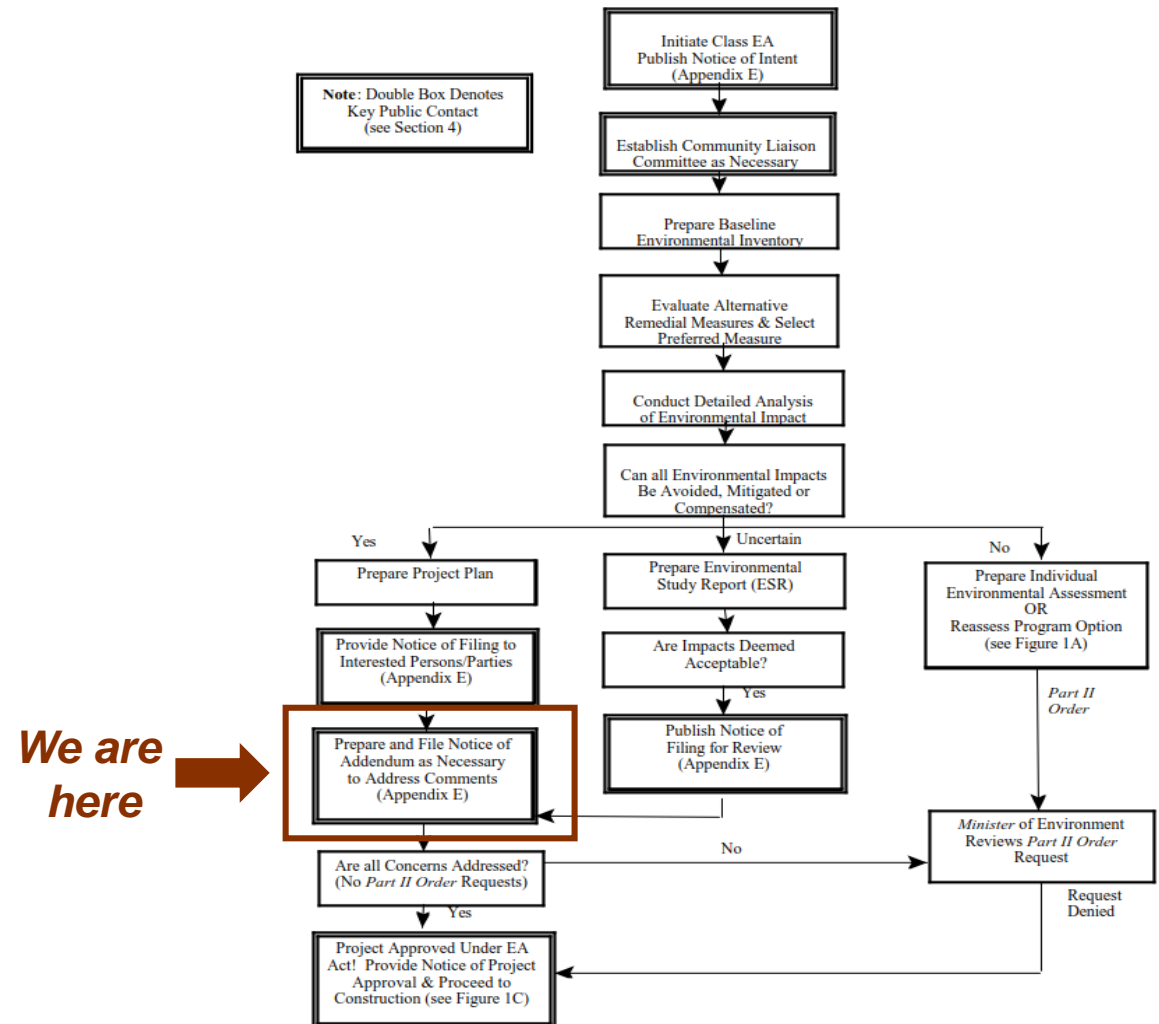 Initiate Class EA
Publish Notice of Intent
(Appendix E)
Note: Double Box Denotes
Key Public Contact
(see Section 4)
Establish Community Liaison
Committee as Necessary
Prepare Baseline
Environmental Inventory
Evaluate Alternative
Remedial Measures & Select
Preferred Measure
Conduct Detailed Analysis
of Environmental Impact
Can all Environmental Impacts
Be Avoided, Mitigated or
Compensated?
Yes
Uncertain
No
Prepare Project Plan
Prepare Environmental
Study Report (ESR)
Prepare Individual
Environmental Assessment
OR
Reassess Program Option
(see Figure 1A)
Provide Notice of Filing to
Interested Persons/Parties
(Appendix E)
Are Impacts Deemed
Acceptable?
Yes
Part II
Order
We are
here
Prepare and File Notice of
Addendum as Necessary
to Address Comments
(Appendix E)
Publish Notice of
Filing for Review
(Appendix E)
Are all Concerns Addressed?
(No Part II Order Requests)
No
Minister of Environment
Reviews Part II Order
Request
Yes
Request
Denied
Project Approved Under EA
Act! Provide Notice of Project
Approval & Proceed to
Construction (see Figure 1C)